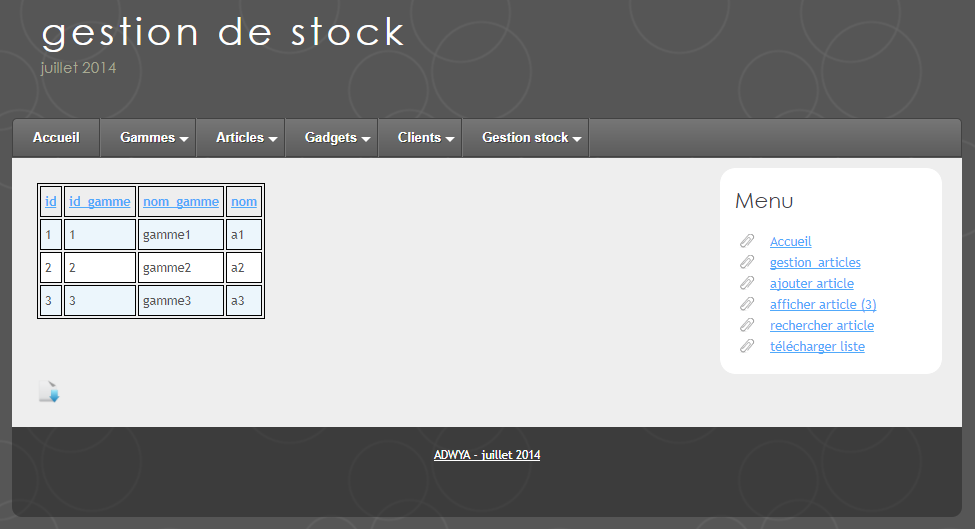 gestion de stock
juillet 2014
Accueil Gammes Articles Gadgets Clients Gestion stock
id id_gamme nom_gamme nom
1 1 gamme1 a1
2 2 gamme2 a2
3 3 gamme3 a3
Menu
Accueil
gestion_articles
ajouter article
afficher article (3)
rechercher article
télécharger liste
ADWYA - juillet 2014